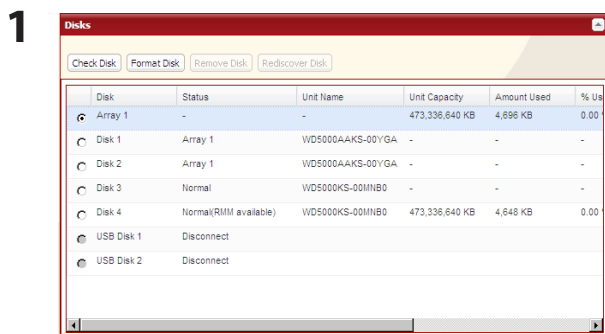 1
Disks
Check Disk Format Disk Remove Disk Rediscover Disk
Disk Status Unit Name Unit Capacity Amount Used % Us
Array 1 - - 473,336,640 KB 4,696 KB 0.00
Disk 1 Array 1 WD5000AAKS-00YGA - - -
Disk 2 Array 1 WD5000AAKS-00YGA - - -
Disk 3 Normal WD5000KS-00MNB0 - - -
Disk 4 Normal(RMM available) WD5000KS-00MNB0 473,336,640 KB 4,648 KB 0.00
USB Disk 1 Disconnect
USB Disk 2 Disconnect